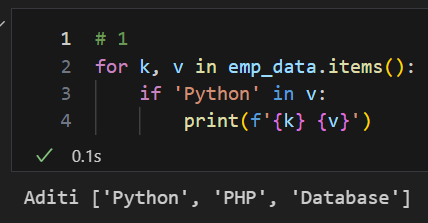 1 # 1
2 for k, v in emp_data.items():
3     if 'Python' in v:
4         print(f'{k} {v}')
0.1s
Aditi ['Python', 'PHP', 'Database']